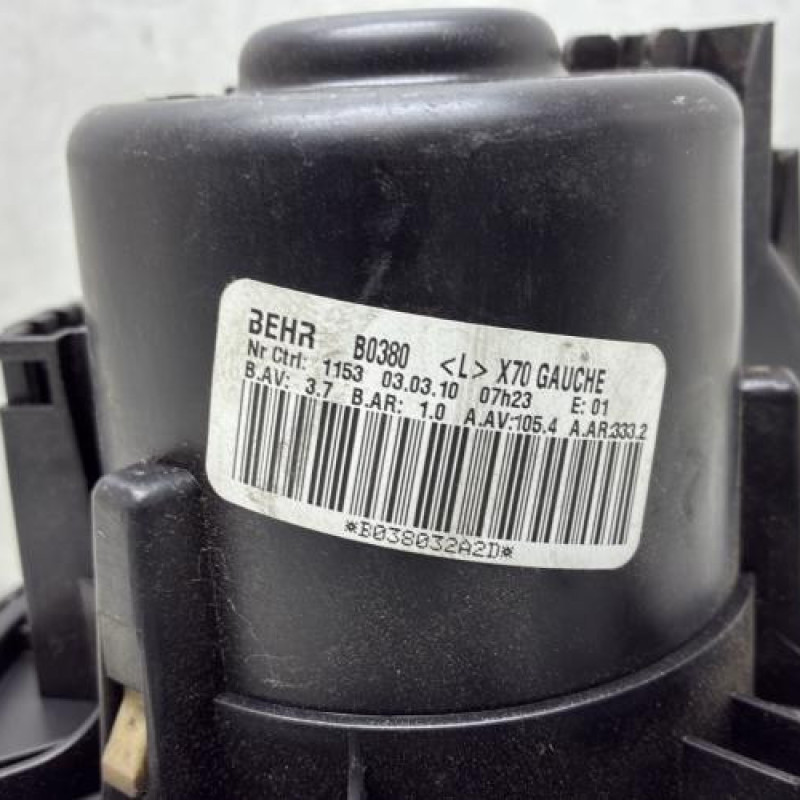 BEHR B0380 <L> X70 GAUCHE
Nr Ctrl: 1153 03.03.10 07h23 E: 01
B.AV: 3.7 B.AR: 1.0 A.AV:105.4 A.AR:333.2
*B038032A2D*